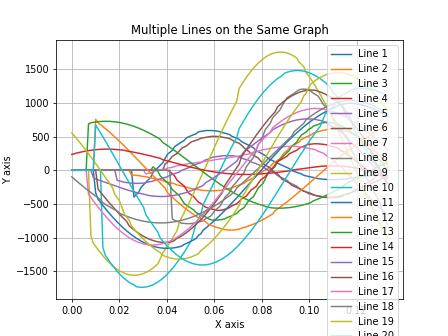 Multiple Lines on the Same Graph
Y axis
1500
1000
500
0
−500
−1000
−1500
0.00
0.02
0.04
0.06
0.08
0.10
X axis
Line 1
Line 2
Line 3
Line 4
Line 5
Line 6
Line 7
Line 8
Line 9
Line 10
Line 11
Line 12
Line 13
Line 14
Line 15
Line 16
Line 17
Line 18
Line 19
Line 20